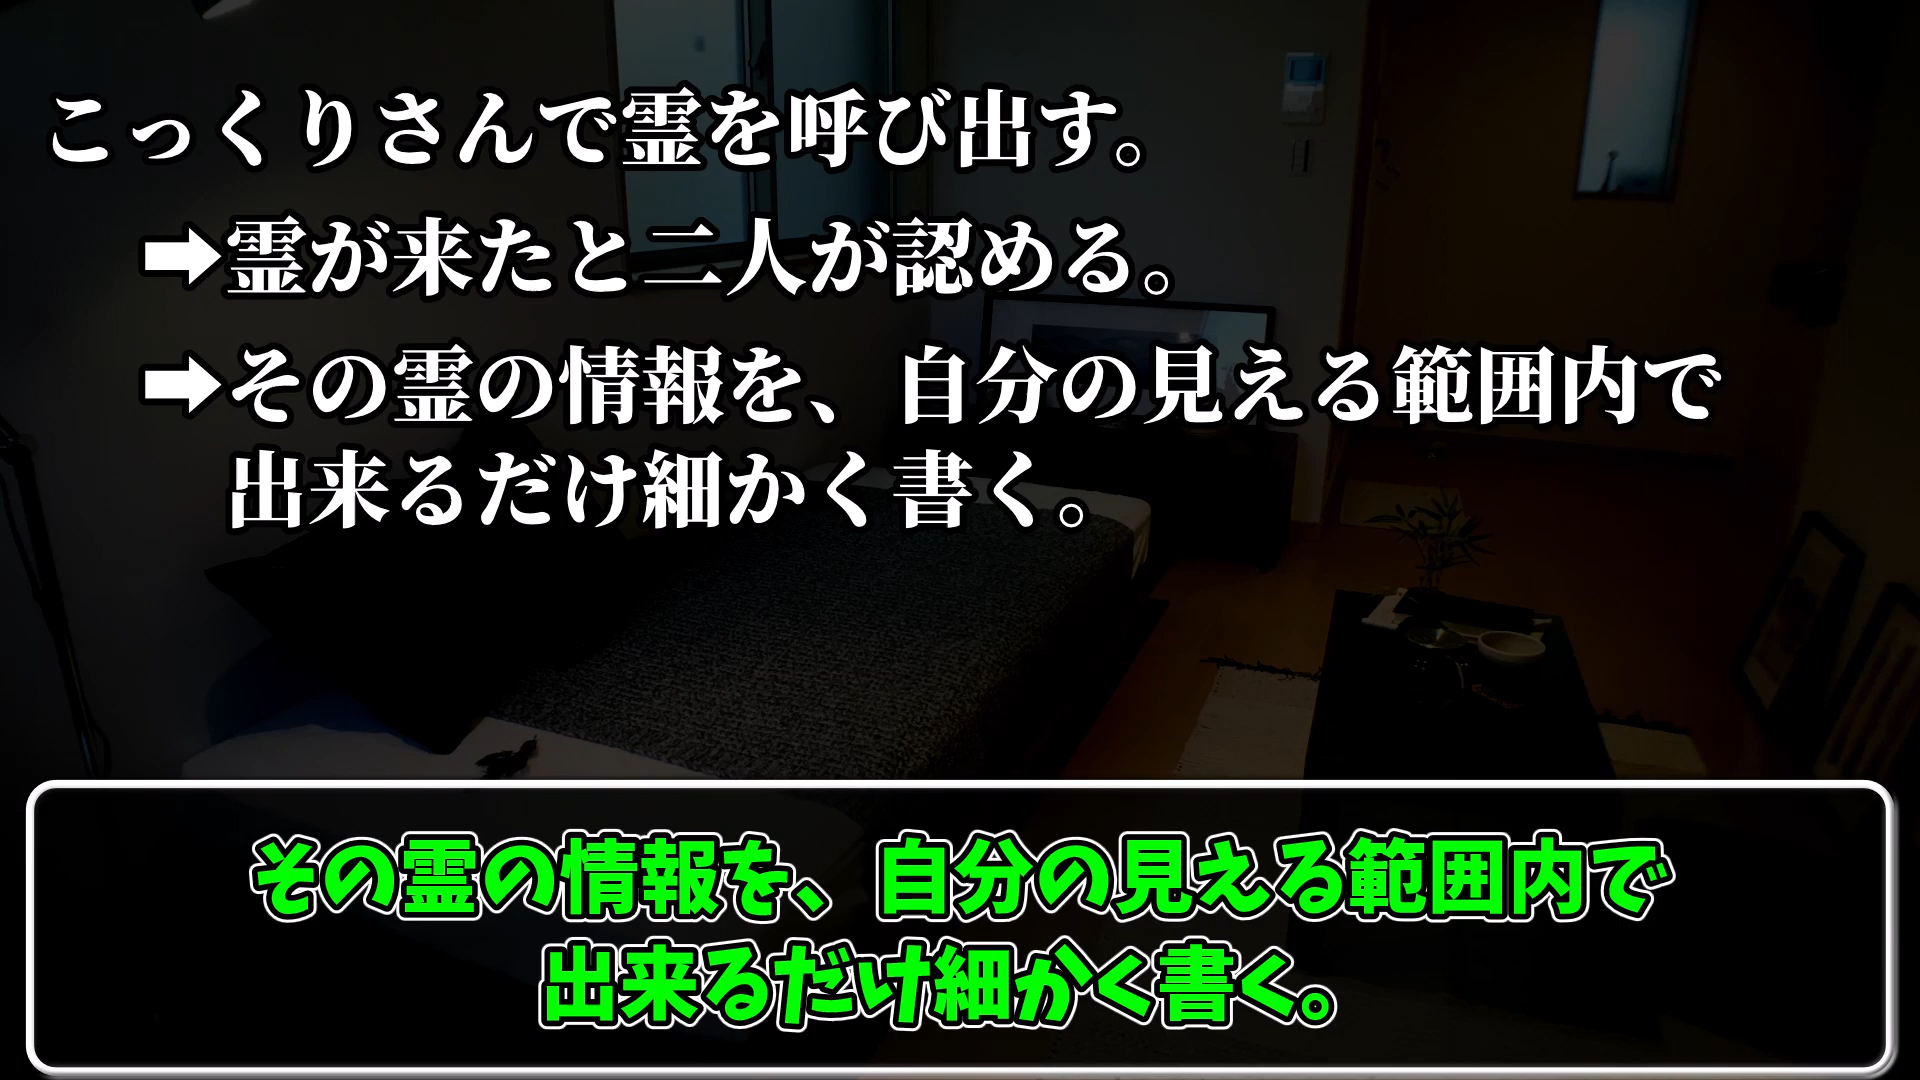 こっくりさんで霊を呼び出す。
➡霊が来たと二人が認める。
➡その霊の情報を、自分の見える範囲内で
出来るだけ細かく書く。
その霊の情報を、自分の見える範囲内で
出来るだけ細かく書く。